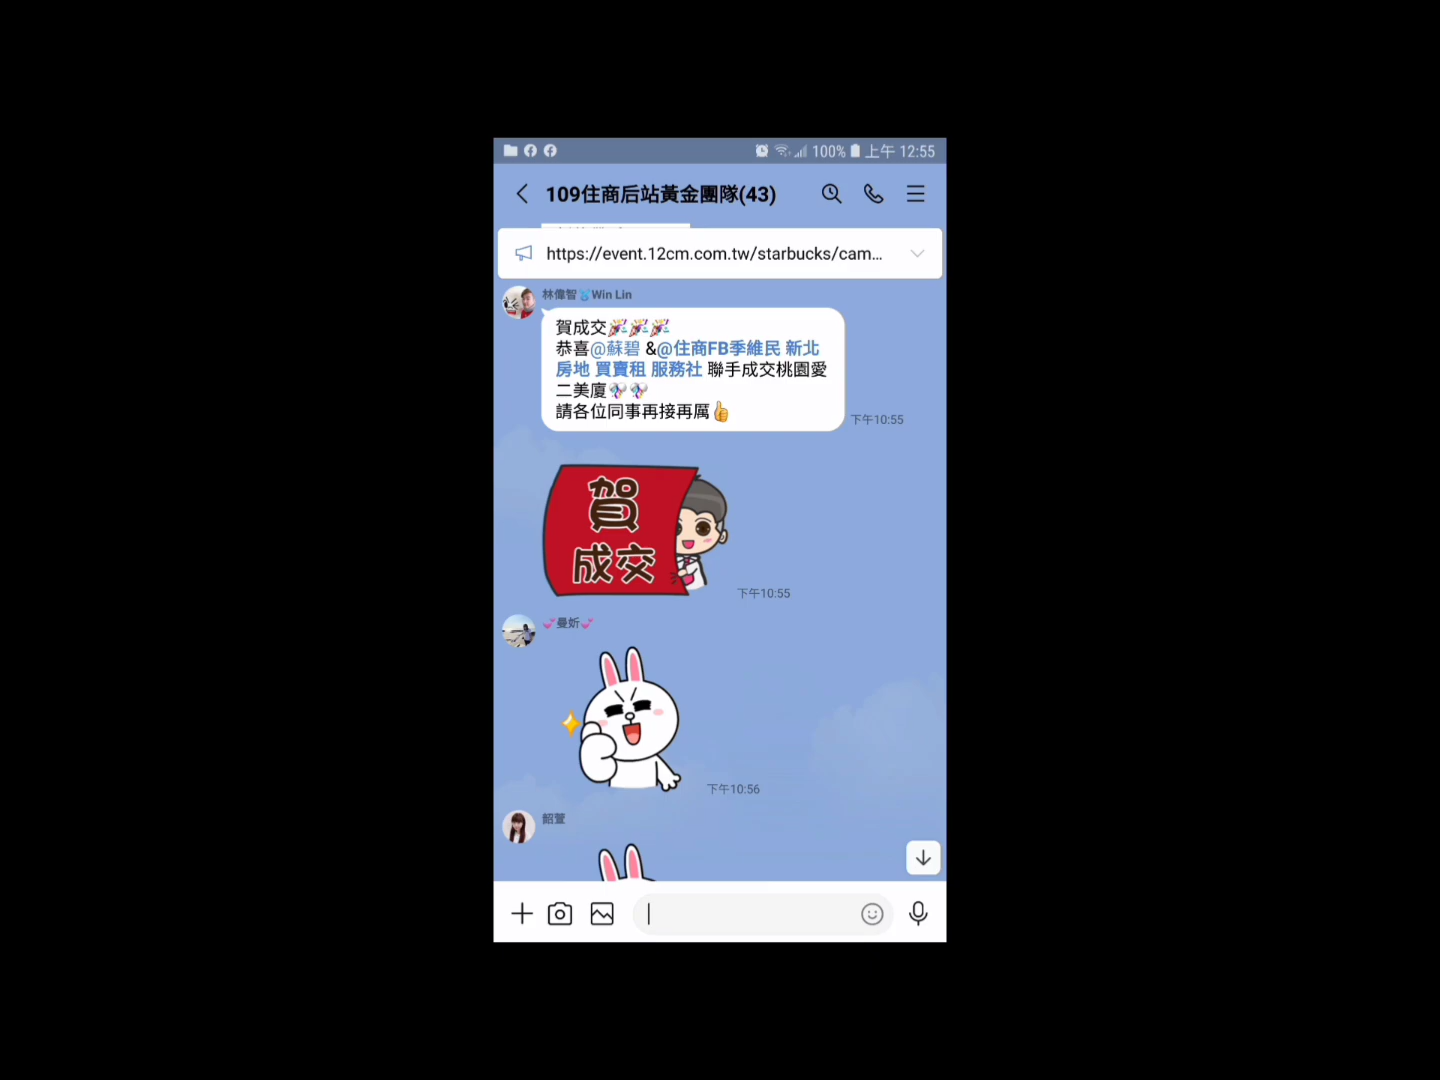 100% 上午 12:55
109住商后站黃金團隊(43)
https://event.12cm.com.tw/starbucks/cam...
林偉智Win Lin
賀成交🎉🎉🎉
恭喜@蘇碧 &@住商FB季維民 新北
房地 買賣租 服務社 聯手成交桃園愛
二美廈🎊🎊
請各位同事再接再厲👍
下午10:55
賀
成交
下午10:55
💕曼妡💕
下午10:56
韶萱